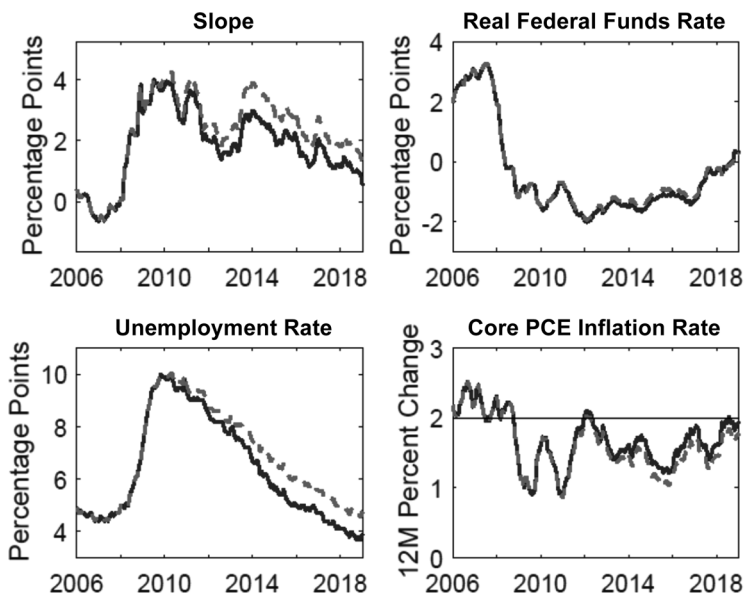 Slope
Percentage Points
4
2
0
2006 2010 2014 2018
Real Federal Funds Rate
Percentage Points
4
2
0
-2
2006 2010 2014 2018
Unemployment Rate
Percentage Points
10
8
6
4
2006 2010 2014 2018
Core PCE Inflation Rate
12M Percent Change
3
2
1
0
2006 2010 2014 2018